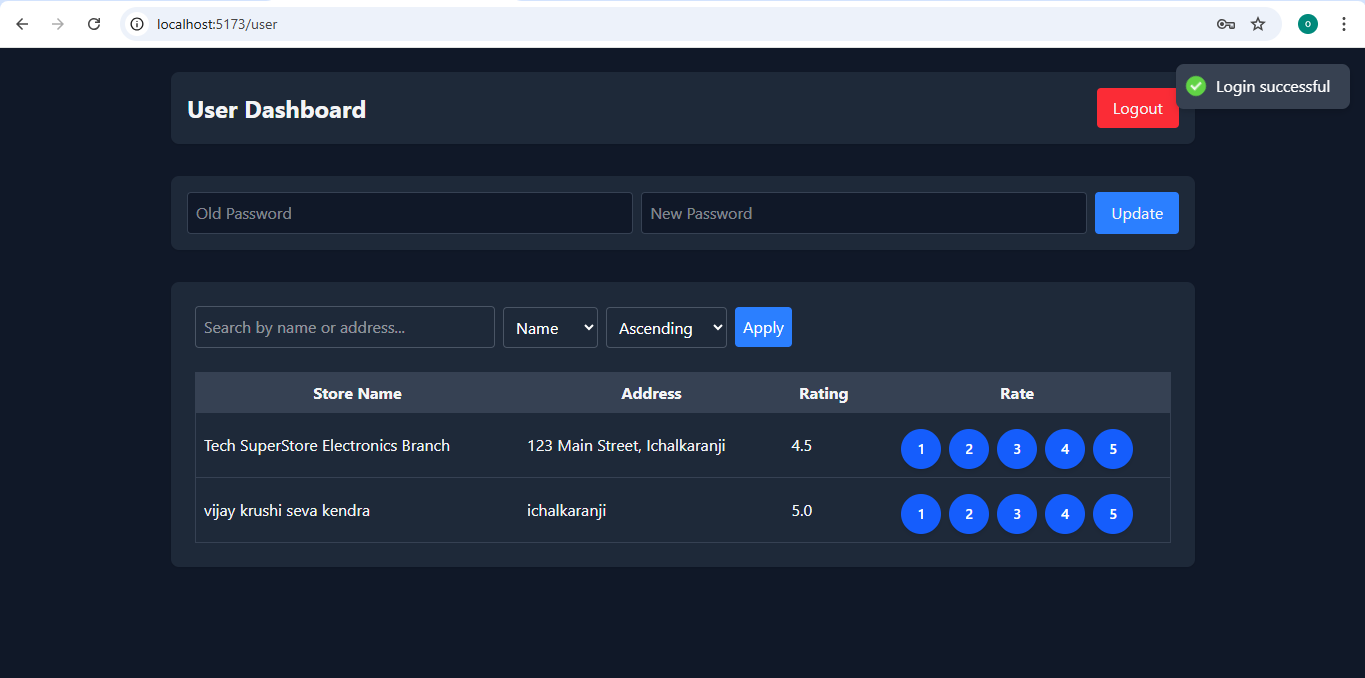 localhost:5173/user
o
Login successful
User Dashboard
Logout
Old Password
New Password
Update
Search by name or address...
Name
Ascending
Apply
Store Name Address Rating Rate
Tech SuperStore Electronics Branch 123 Main Street, Ichalkaranji 4.5 1 2 3 4 5
vijay krushi seva kendra ichalkaranji 5.0 1 2 3 4 5